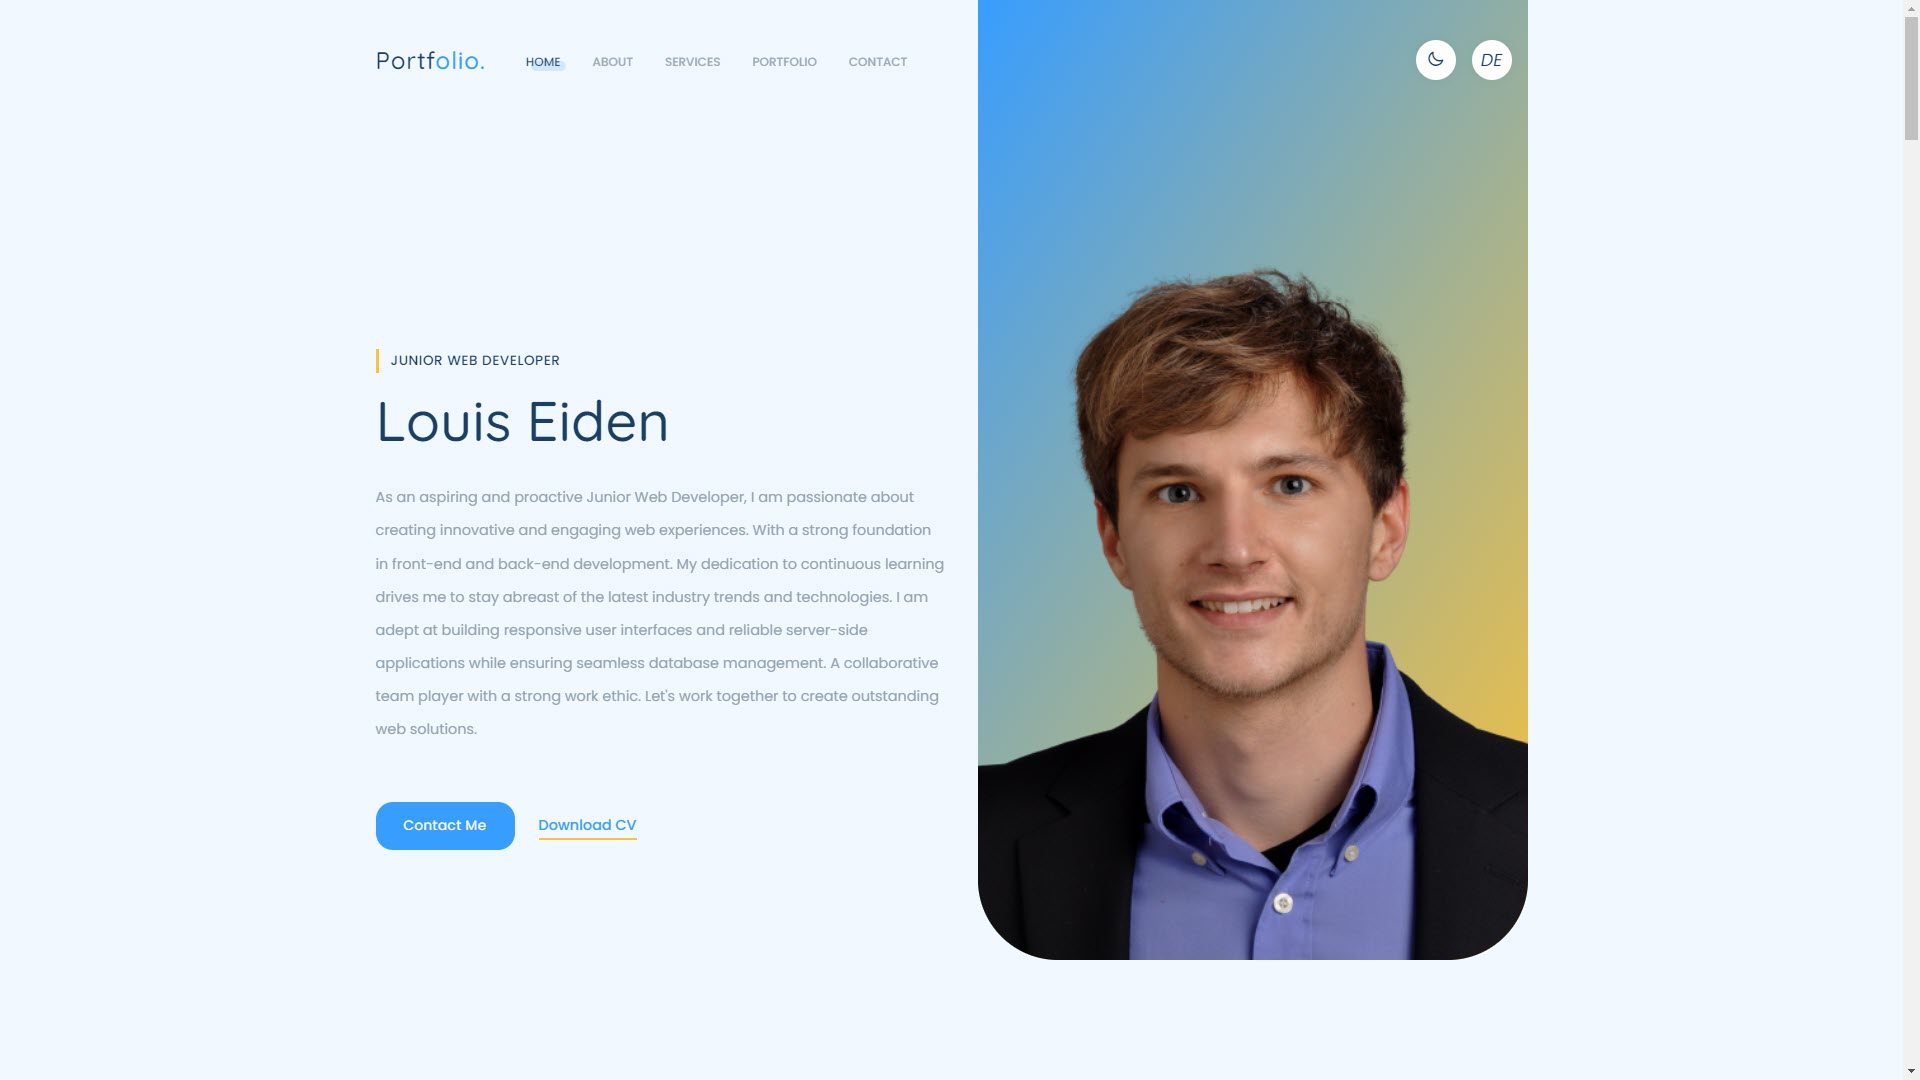 Portfolio.
HOME
ABOUT
SERVICES
PORTFOLIO
CONTACT
DE
JUNIOR WEB DEVELOPER
Louis Eiden
As an aspiring and proactive Junior Web Developer, I am passionate about
creating innovative and engaging web experiences. With a strong foundation
in front-end and back-end development. My dedication to continuous learning
drives me to stay abreast of the latest industry trends and technologies. I am
adept at building responsive user interfaces and reliable server-side
applications while ensuring seamless database management. A collaborative
team player with a strong work ethic. Let's work together to create outstanding
web solutions.
Contact Me
Download CV